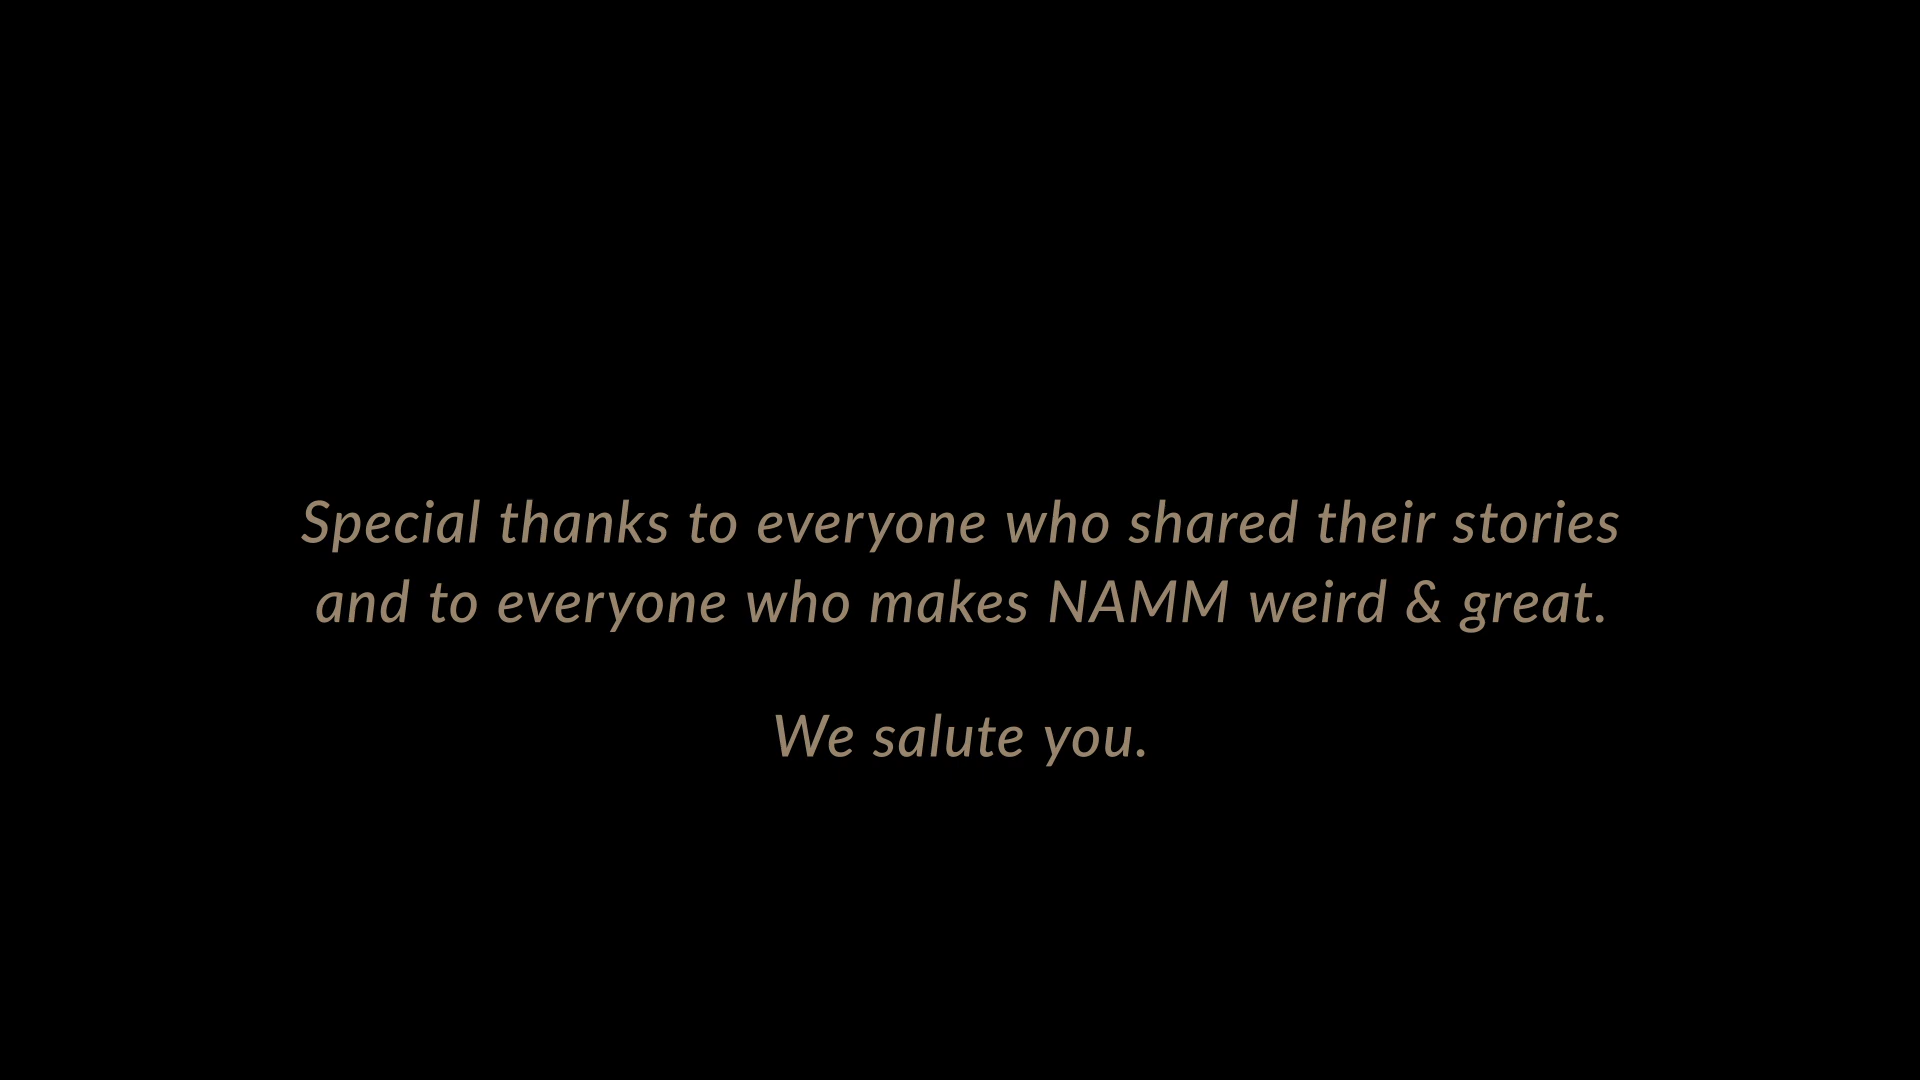 Special thanks to everyone who shared their stories
and to everyone who makes NAMM weird & great.
We salute you.